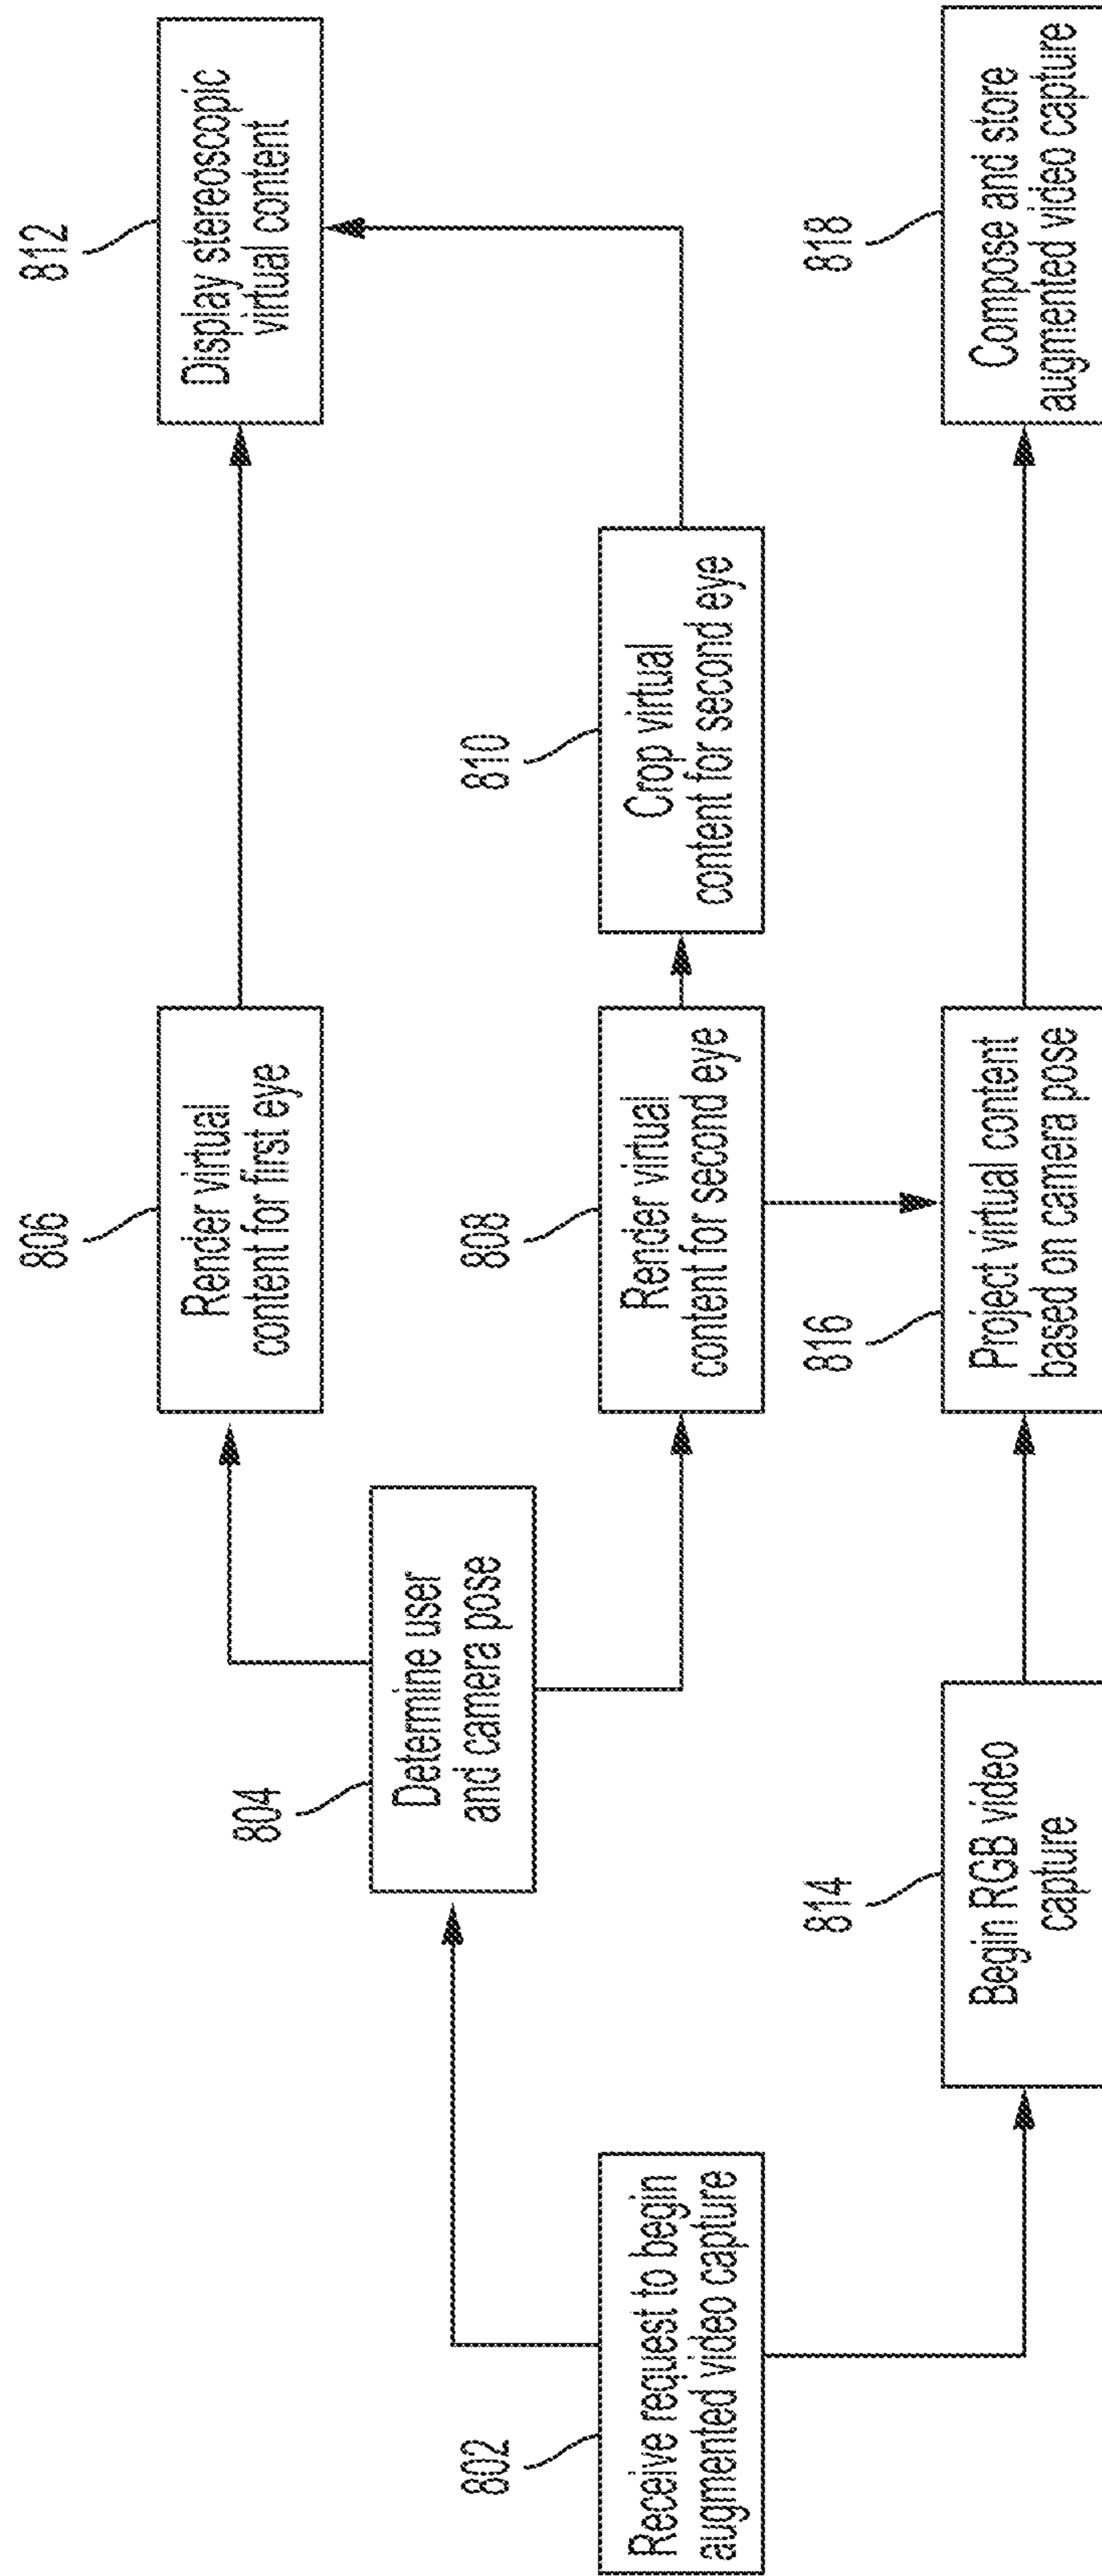 802
Receive request to begin
augmented video capture
804
Determine user
and camera pose
806
Render virtual
content for first eye
808
Render virtual
content for second eye
810
Crop virtual
content for second eye
812
Display stereoscopic
virtual content
814
Begin RGB video
capture
816
Project virtual content
based on camera pose
818
Compose and store
augmented video capture